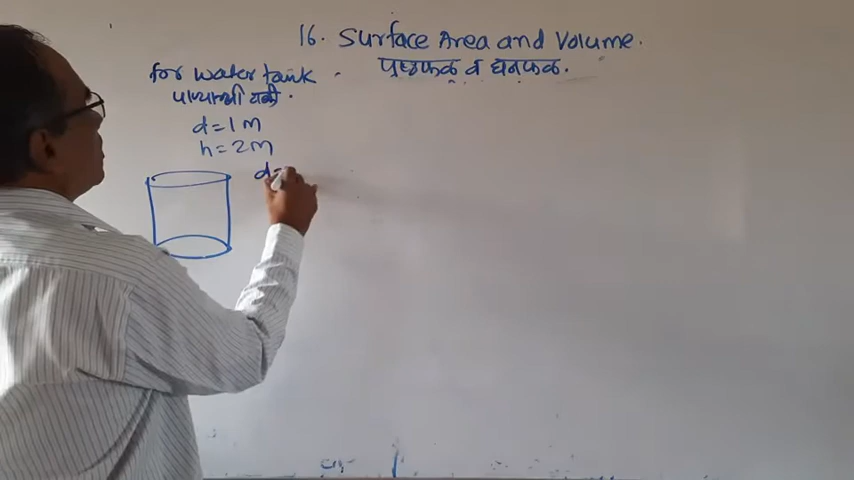 16. Surface Area and Volume.
पृष्ठफळ व घनफळ.
for water tank
d=1m
h=2m
d=